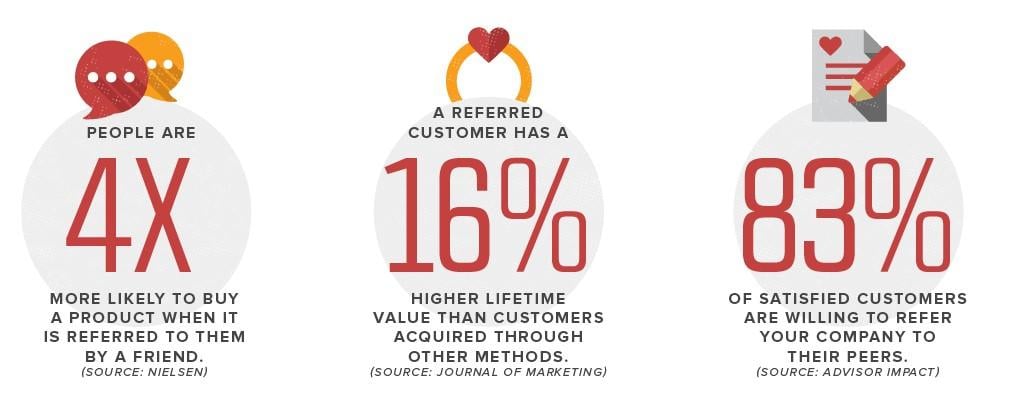 PEOPLE ARE
4X
MORE LIKELY TO BUY
A PRODUCT WHEN IT
IS REFERRED TO THEM
BY A FRIEND.
(SOURCE: NIELSEN)
A REFERRED
CUSTOMER HAS A
16%
HIGHER LIFETIME
VALUE THAN CUSTOMERS
ACQUIRED THROUGH
OTHER METHODS.
(SOURCE: JOURNAL OF MARKETING)
83%
OF SATISFIED CUSTOMERS
ARE WILLING TO REFER
YOUR COMPANY TO
THEIR PEERS.
(SOURCE: ADVISOR IMPACT)